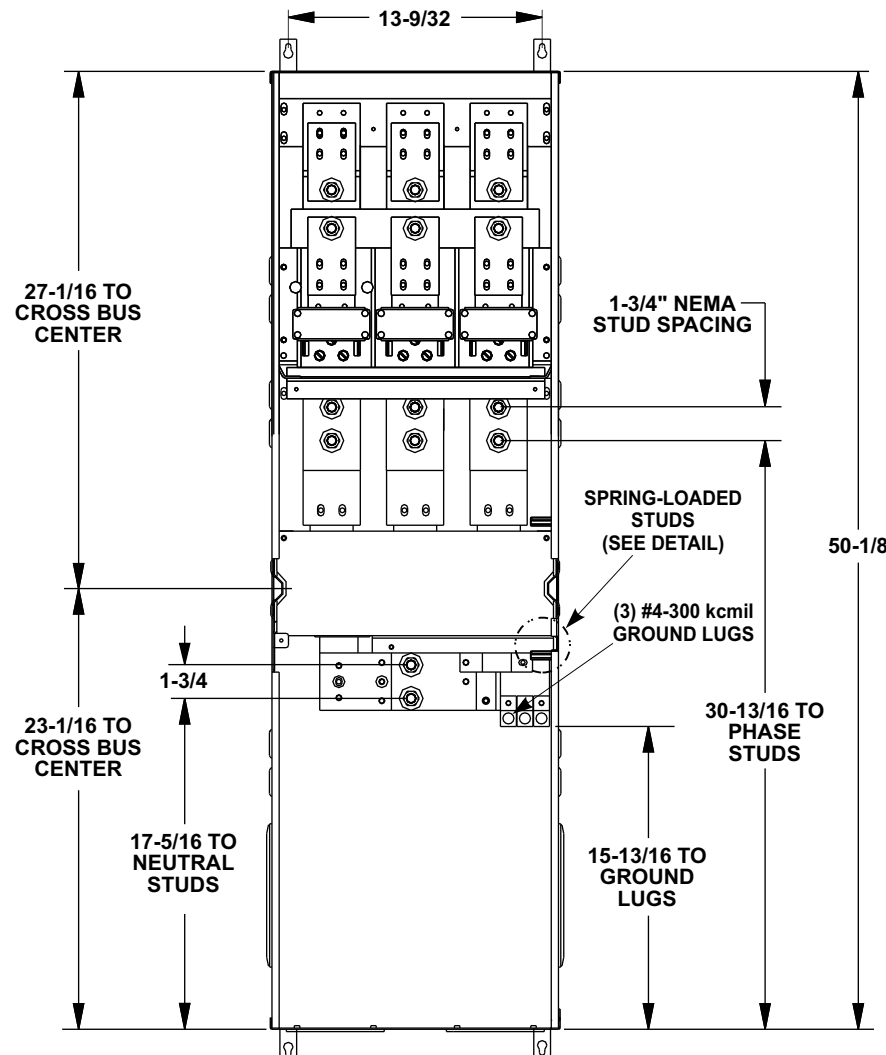 13-9/32
27-1/16 TO
CROSS BUS
CENTER
1-3/4" NEMA
STUD SPACING
SPRING-LOADED
STUDS
(SEE DETAIL)
50-1/8
(3) #4-300 kcmil
GROUND LUGS
1-3/4
23-1/16 TO
CROSS BUS
CENTER
30-13/16 TO
PHASE
STUDS
17-5/16 TO
NEUTRAL
STUDS
15-13/16 TO
GROUND
LUGS